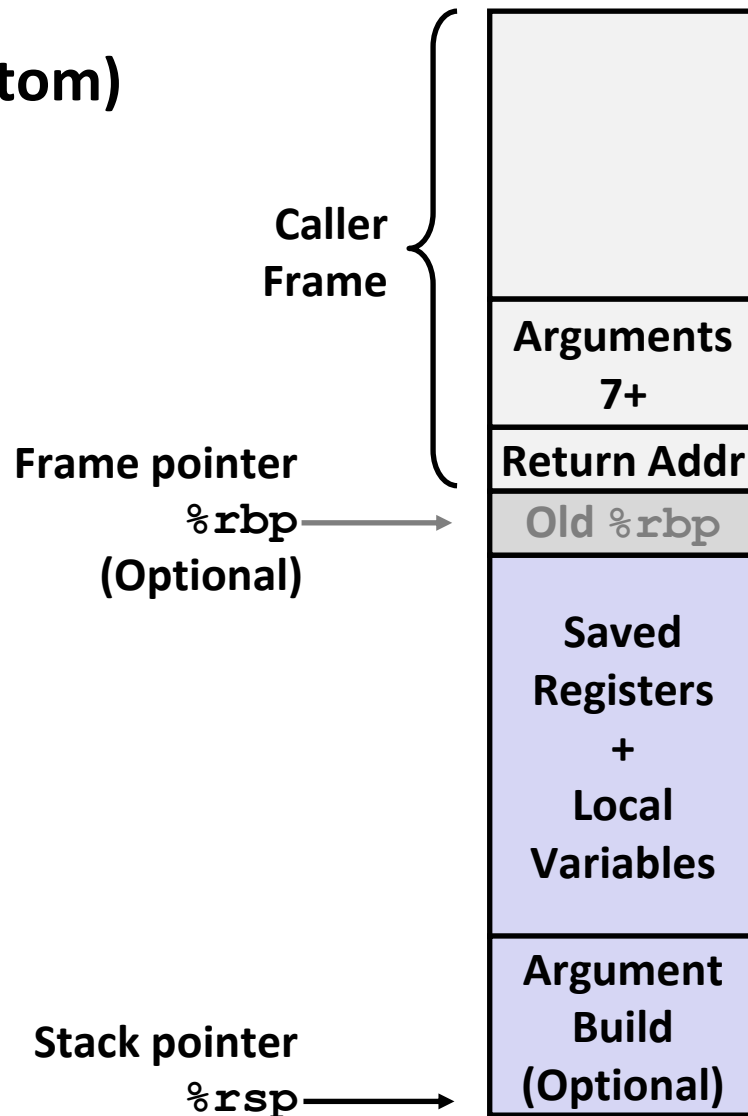 tom)
Caller
Frame
Arguments
7+
Return Addr
Frame pointer
%rbp
(Optional)
Old %rbp
Saved
Registers
+
Local
Variables
Argument
Build
(Optional)
Stack pointer
%rsp